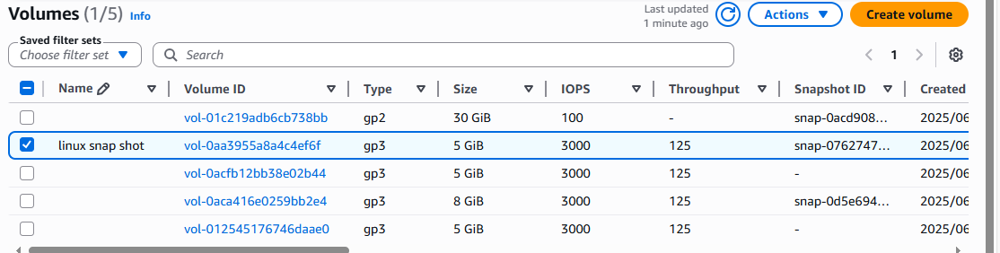 Volumes (1/5) Info
Last updated
1 minute ago
Actions
Create volume
Saved filter sets
Choose filter set
Search
1
Name Volume ID Type Size IOPS Throughput Snapshot ID Created
vol-01c219adb6cb738bb gp2 30 GiB 100 - snap-0acd908... 2025/06
linux snap shot vol-0aa3955a8a4c4ef6f gp3 5 GiB 3000 125 snap-0762747... 2025/06
vol-0acfb12bb38e02b44 gp3 5 GiB 3000 125 - 2025/06
vol-0aca416e0259bb2e4 gp3 8 GiB 3000 125 snap-0d5e694... 2025/06
vol-012545176746daae0 gp3 5 GiB 3000 125 - 2025/06